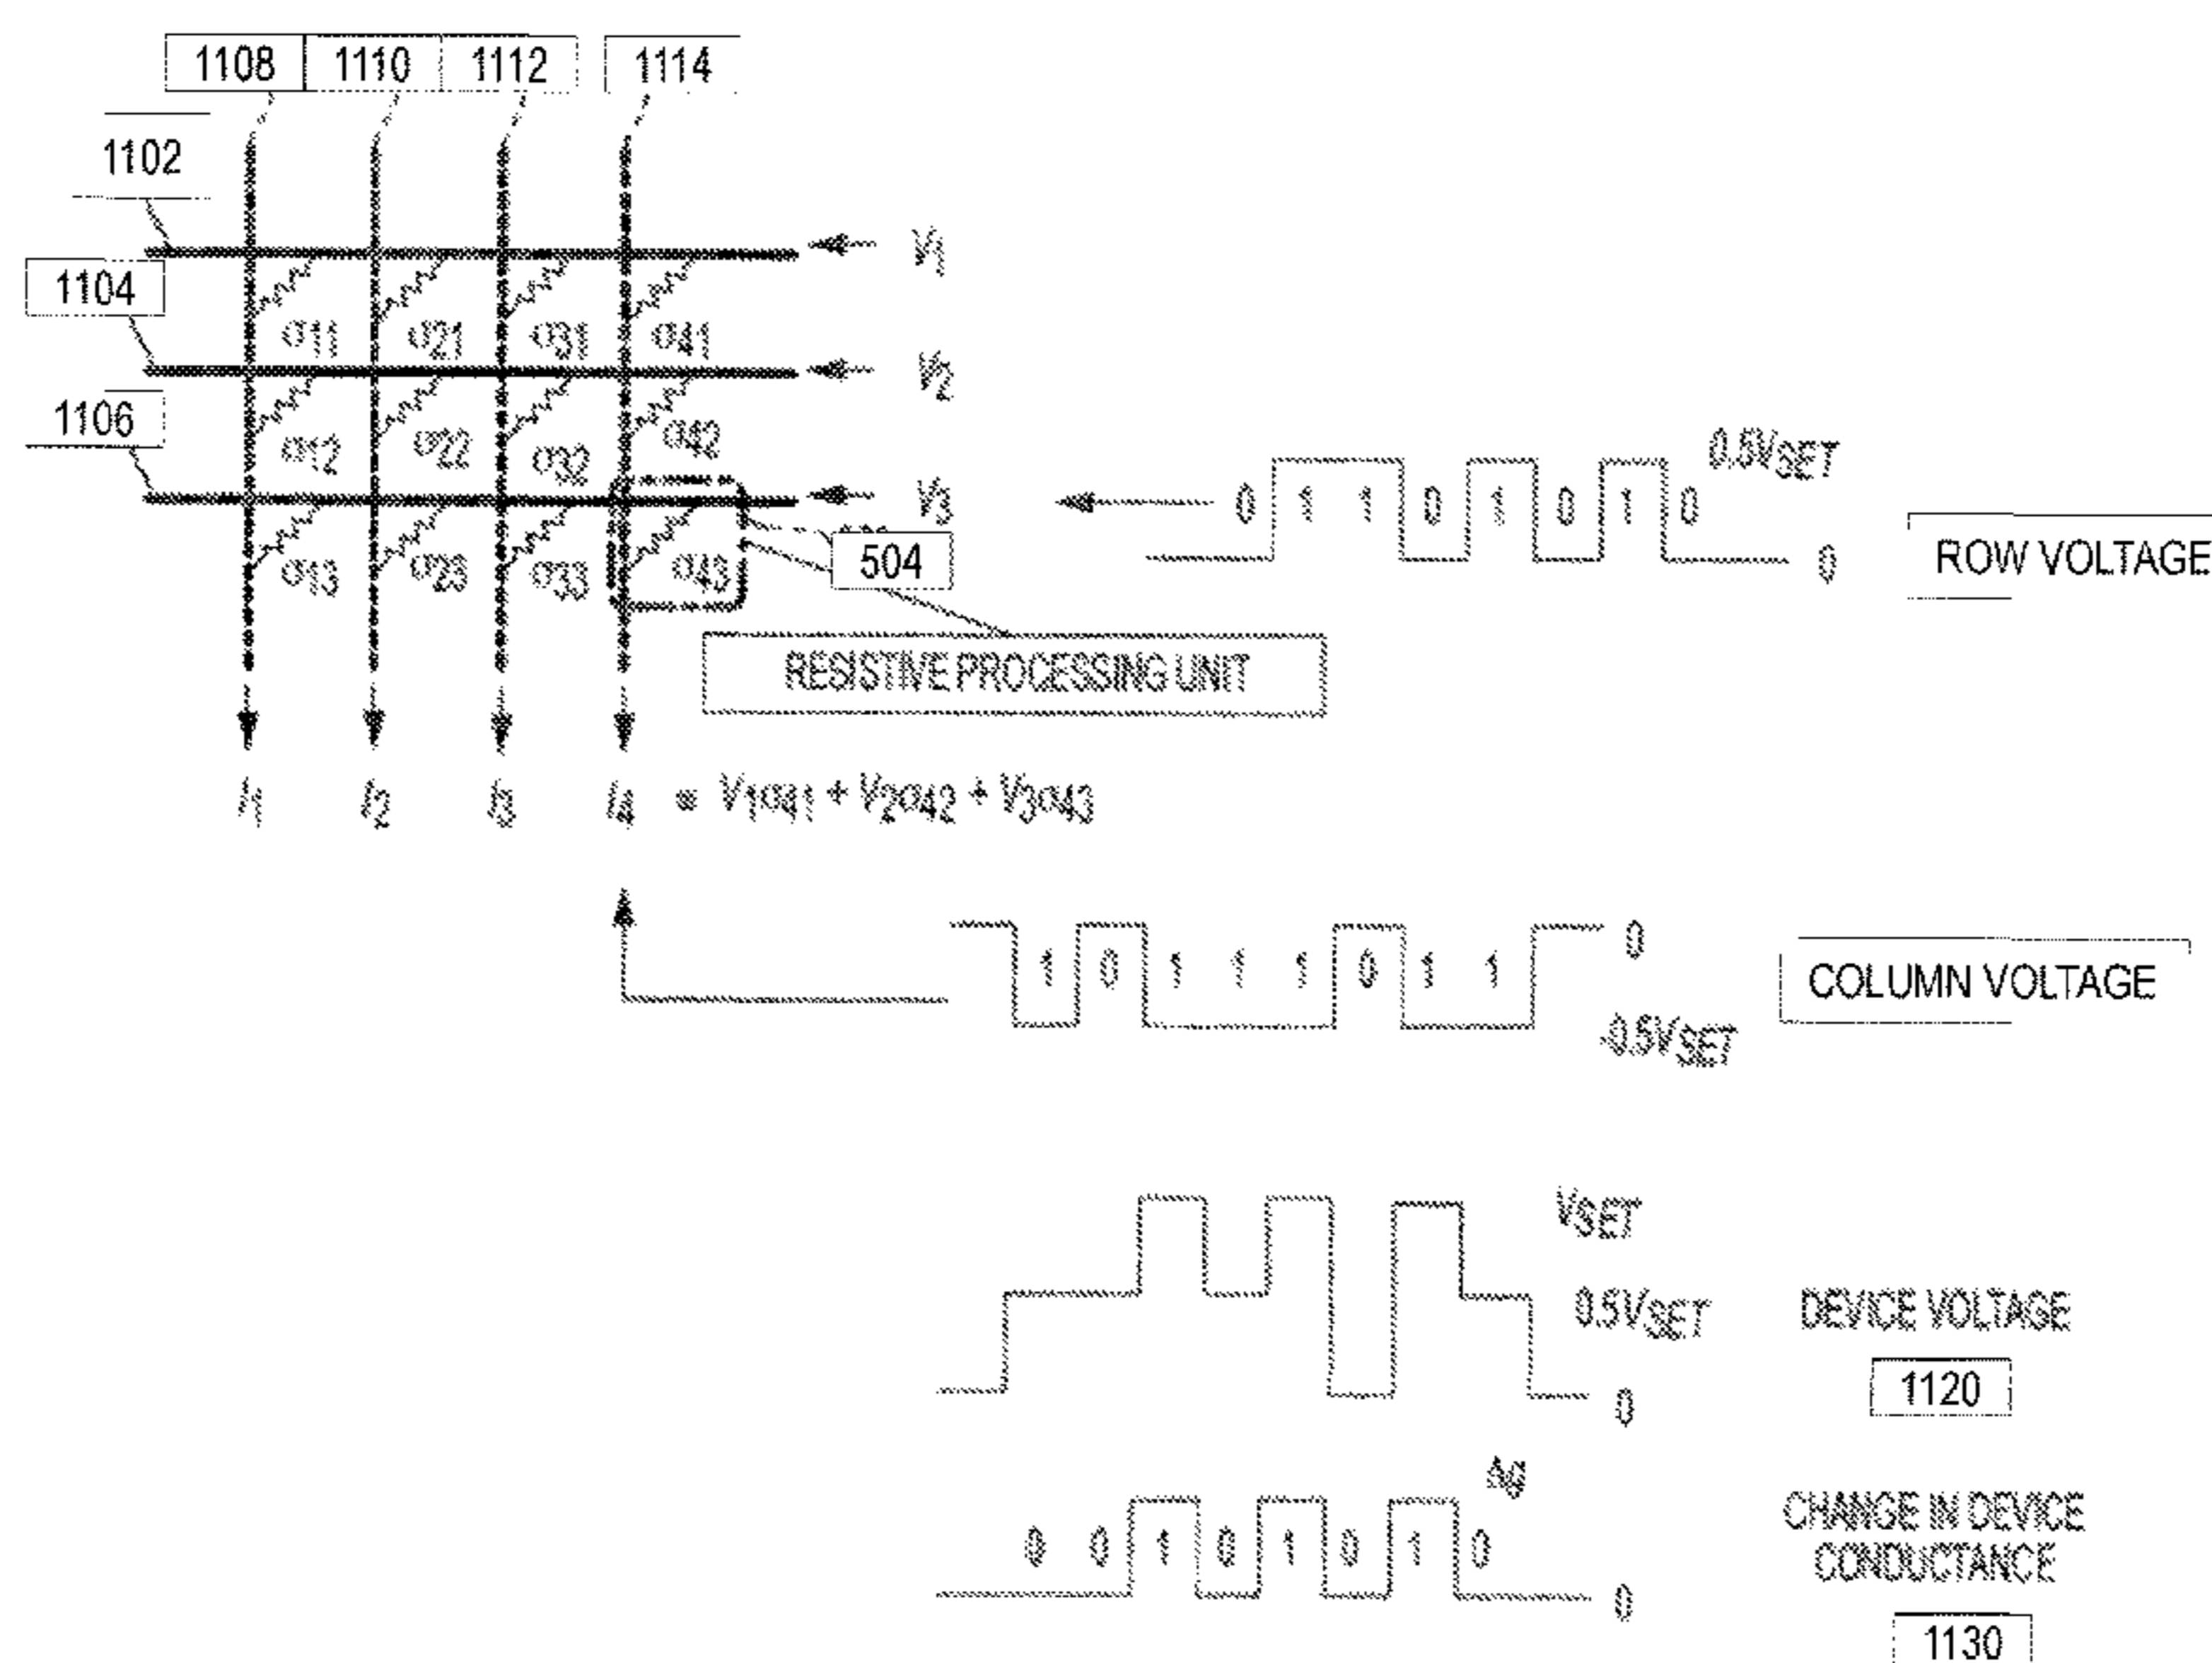 1108 1110 1112 1114
1102
V1
1104
σ11 σ21 σ31 σ41
V2
1106
σ12 σ22 σ32 σ42
0.5VSET
V3
0 1 1 0 1 0 1 0
504
0
ROW VOLTAGE
σ13 σ23 σ33 σ43
RESISTIVE PROCESSING UNIT
I1 I2 I3 I4 = V1σ41 + V2σ42 + V3σ43
1 0 1 1 1 0 1 1
0
COLUMN VOLTAGE
-0.5VSET
VSET
0.5VSET
DEVICE VOLTAGE
0
1120
Δg
0 0 1 0 1 0 1 0
CHANGE IN DEVICE
CONDUCTANCE
0
1130